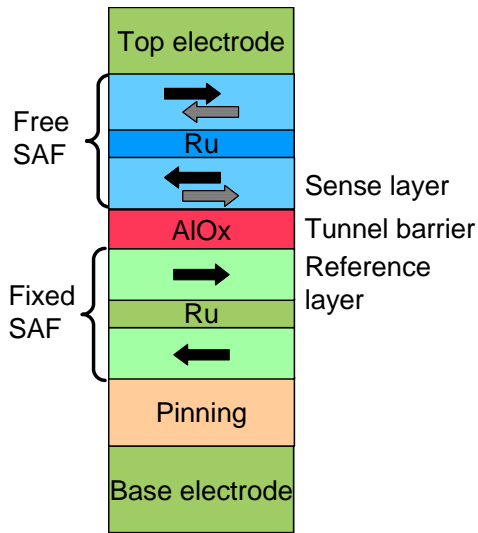 Top electrode
Free
SAF
Ru
Sense layer
AlOx
Tunnel barrier
Reference
layer
Fixed
SAF
Ru
Pinning
Base electrode